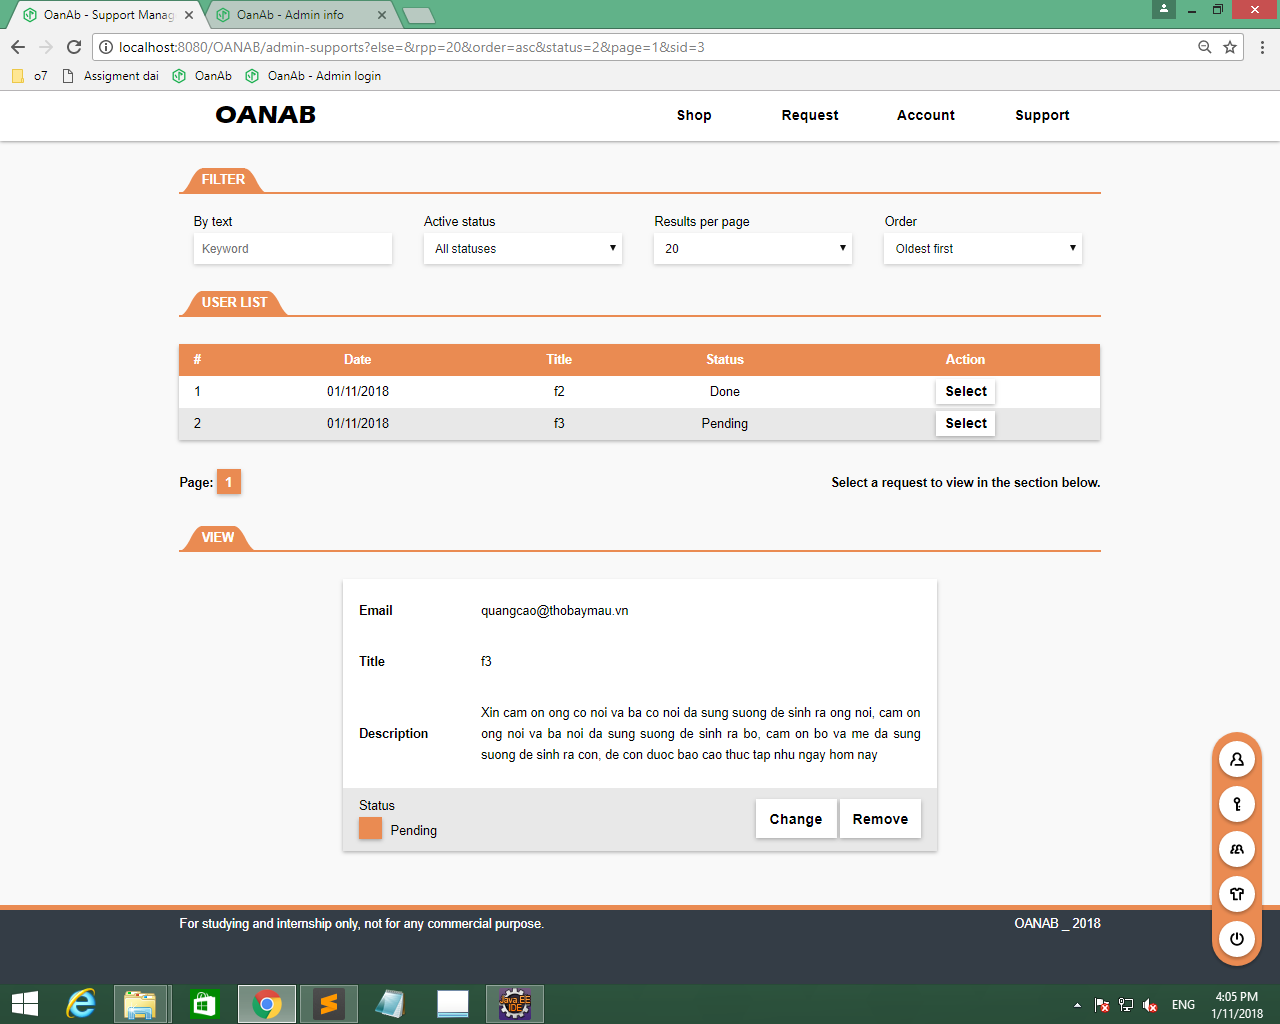 OanAb - Support Manag
OanAb - Admin info
localhost:8080/OANAB/admin-supports?else=&rpp=20&order=asc&status=2&page=1&sid=3
o7
Assigment dai
OanAb
OanAb - Admin login
OANAB
Shop
Request
Account
Support
FILTER
By text
Active status
Results per page
Order
Keyword
All statuses
20
Oldest first
USER LIST
# Date Title Status Action
1 01/11/2018 f2 Done Select
2 01/11/2018 f3 Pending Select
Page: 1
Select a request to view in the section below.
VIEW
Email quangcao@thobaymau.vn
Title f3
Description
Xin cam on ong co noi va ba co noi da sung suong de sinh ra ong noi, cam on
ong noi va ba noi da sung suong de sinh ra bo, cam on bo va me da sung
suong de sinh ra con, de con duoc bao cao thuc tap nhu ngay hom nay
Status
Pending
Change
Remove
For studying and internship only, not for any commercial purpose.
OANAB _ 2018
Java EE
IDE
ENG
4:05 PM
1/11/2018